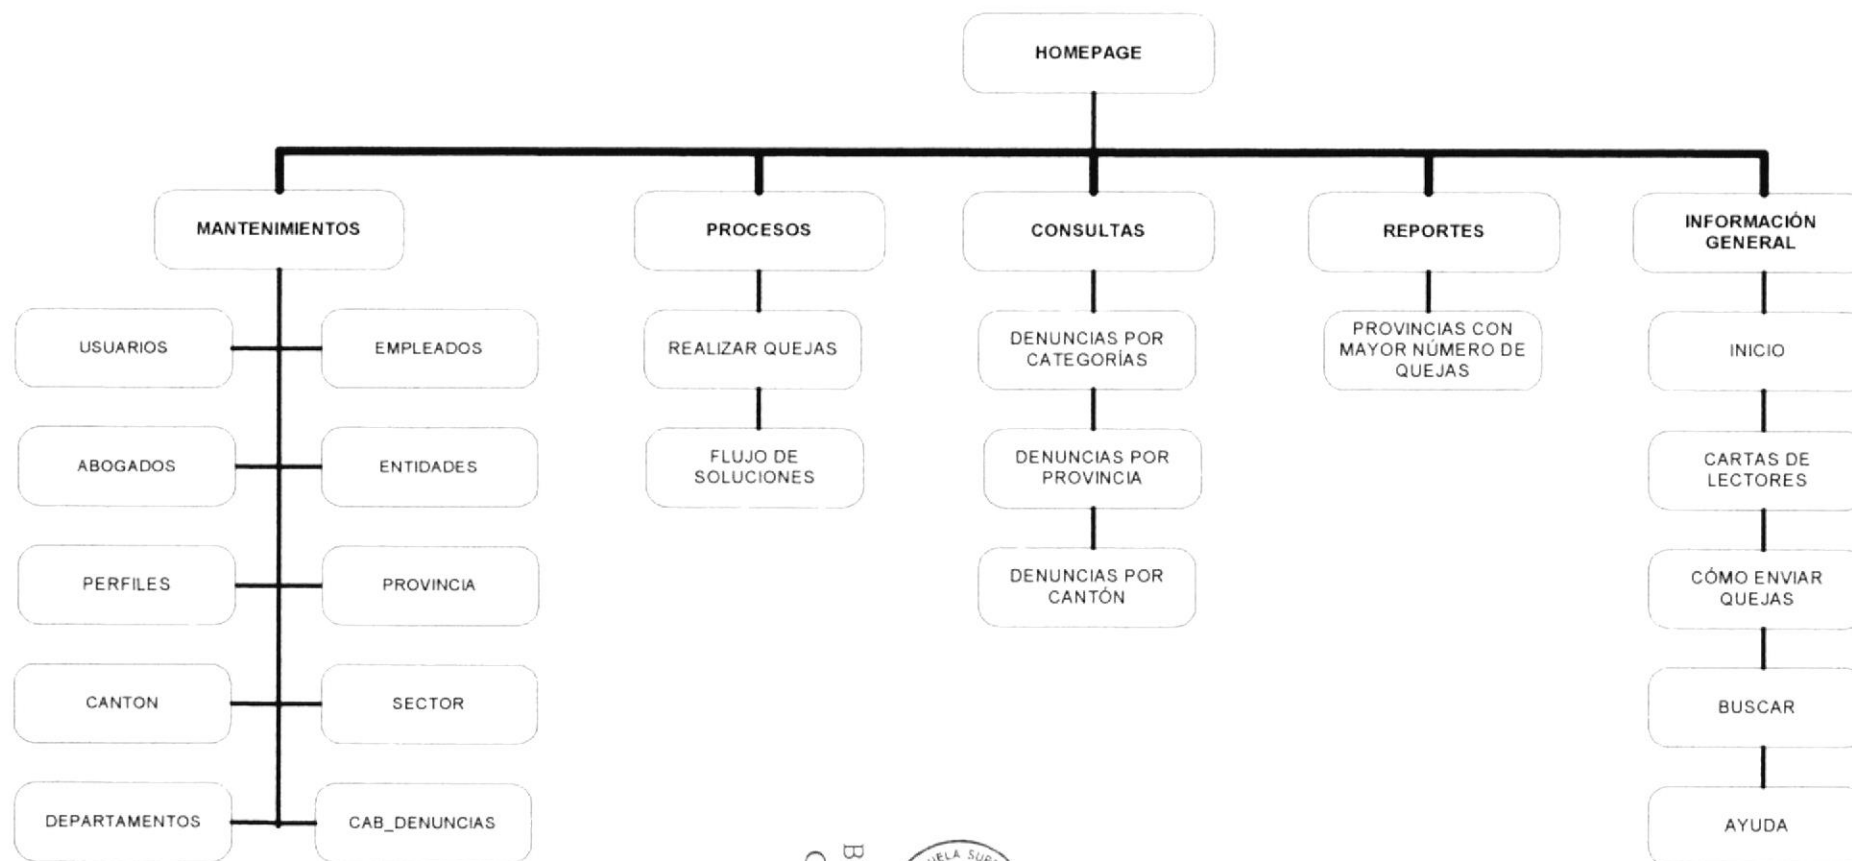 HOMEPAGE
MANTENIMIENTOS
PROCESOS
CONSULTAS
REPORTES
INFORMACIÓN
GENERAL
USUARIOS
EMPLEADOS
REALIZAR QUEJAS
DENUNCIAS POR
CATEGORÍAS
PROVINCIAS CON
MAYOR NÚMERO DE
QUEJAS
INICIO
ABOGADOS
ENTIDADES
FLUJO DE
SOLUCIONES
DENUNCIAS POR
PROVINCIA
CARTAS DE
LECTORES
PERFILES
PROVINCIA
DENUNCIAS POR
CANTÓN
CÓMO ENVIAR
QUEJAS
CANTON
SECTOR
BUSCAR
DEPARTAMENTOS
CAB_DENUNCIAS
AYUDA